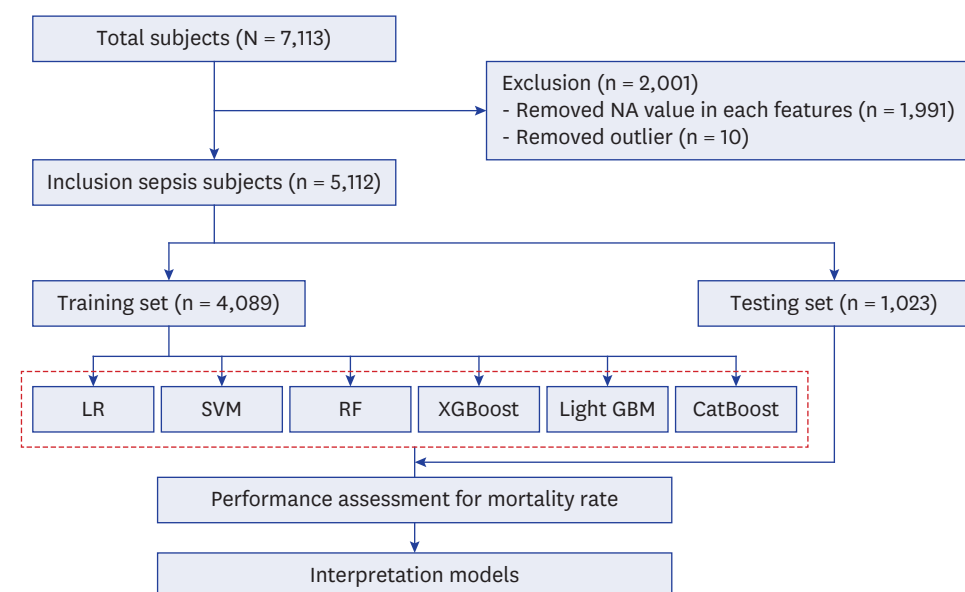 Total subjects (N = 7,113)
Exclusion (n = 2,001)
- Removed NA value in each features (n = 1,991)
- Removed outlier (n = 10)
Inclusion sepsis subjects (n = 5,112)
Training set (n = 4,089)
Testing set (n = 1,023)
LR
SVM
RF
XGBoost
Light GBM
CatBoost
Performance assessment for mortality rate
Interpretation models